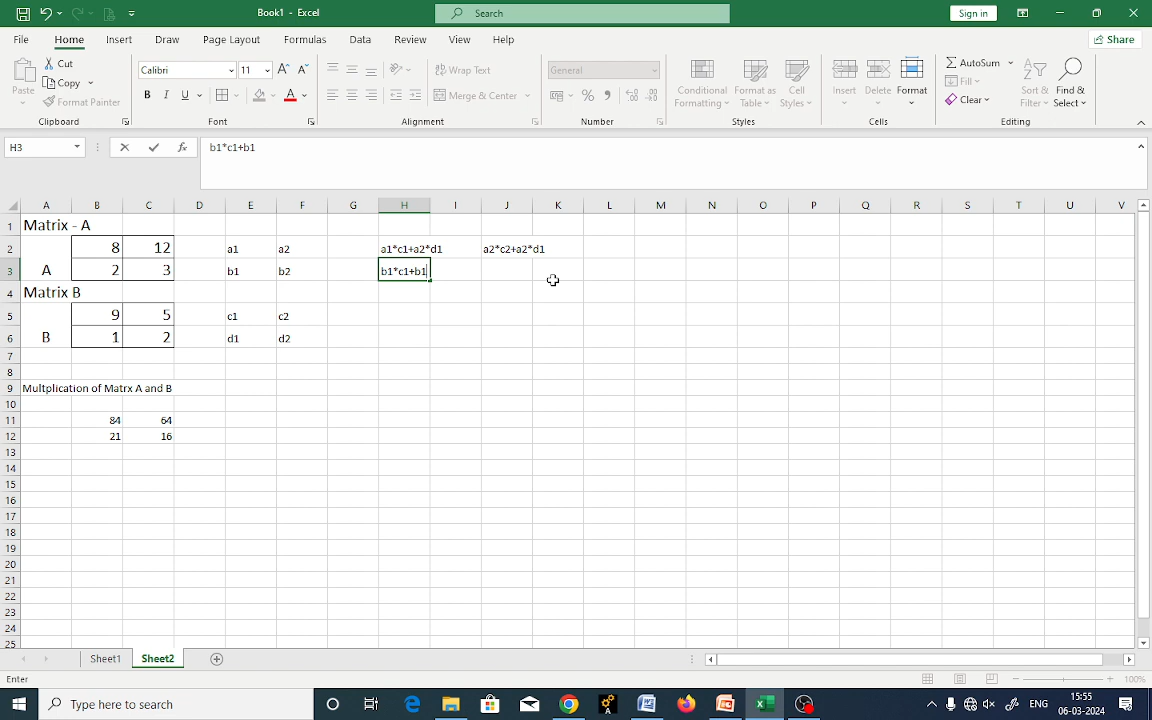 Book1 - Excel
Search
Sign in
File Home Insert Draw Page Layout Formulas Data Review View Help
Share
Paste
Cut
Copy
Format Painter
Clipboard
Calibri 11
B I U
Font
Wrap Text
Merge & Center
Alignment
General
Number
Conditional Formatting
Format as Table
Cell Styles
Styles
Insert Delete Format
Cells
AutoSum
Fill
Clear
Sort & Filter
Find & Select
Editing
H3
b1*c1+b1
A B C D E F G H I J K L M N O P Q R S T U V
1 Matrix - A
2 8 12 a1 a2 a1*c1+a2*d1 a2*c2+a2*d1
3 A 2 3 b1 b2 b1*c1+b1
4 Matrix B
5 9 5 c1 c2
6 B 1 2 d1 d2
7
8
9 Multplication of Matrx A and B
10
11 84 64
12 21 16
13
14
15
16
17
18
19
20
21
22
23
24
25
Sheet1 Sheet2
Enter
100%
Type here to search
ENG
15:55
06-03-2024